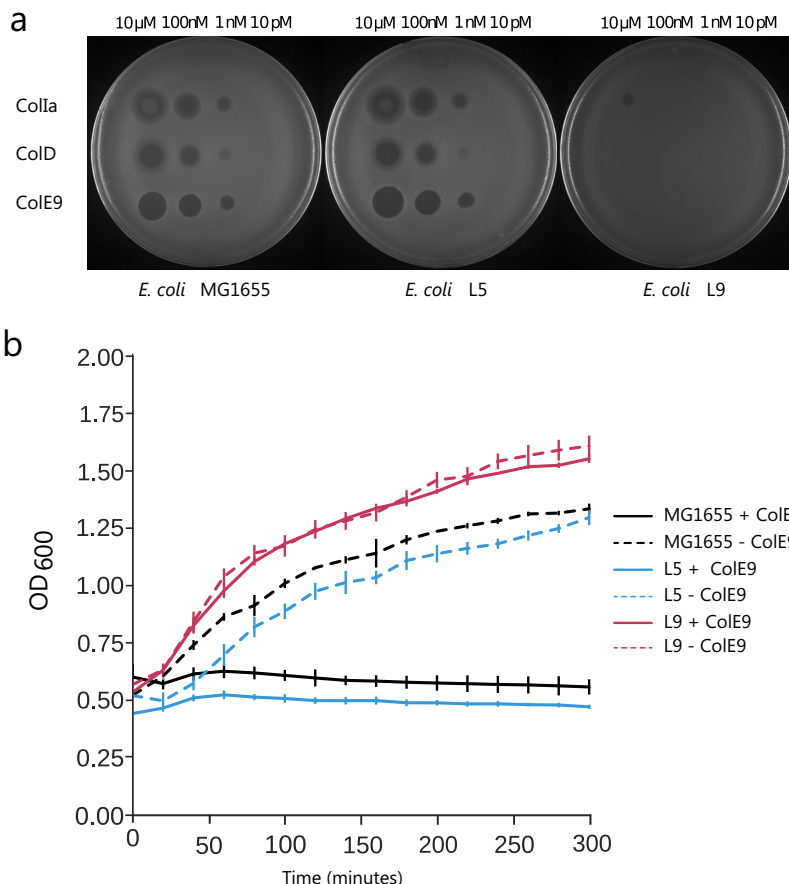 a
10µM 100nM 1nM 10pM 10µM 100nM 1nM 10pM 10µM 100nM 1nM 10pM
ColIa
ColD
ColE9
E. coli MG1655 E. coli L5 E. coli L9
b
2.00
1.75
1.50
1.25
1.00
0.75
0.50
0.25
0.00
OD600
0 50 100 150 200 250 300
Time (minutes)
MG1655 + ColE
MG1655 - ColE9
L5 + ColE9
L5 - ColE9
L9 + ColE9
L9 - ColE9